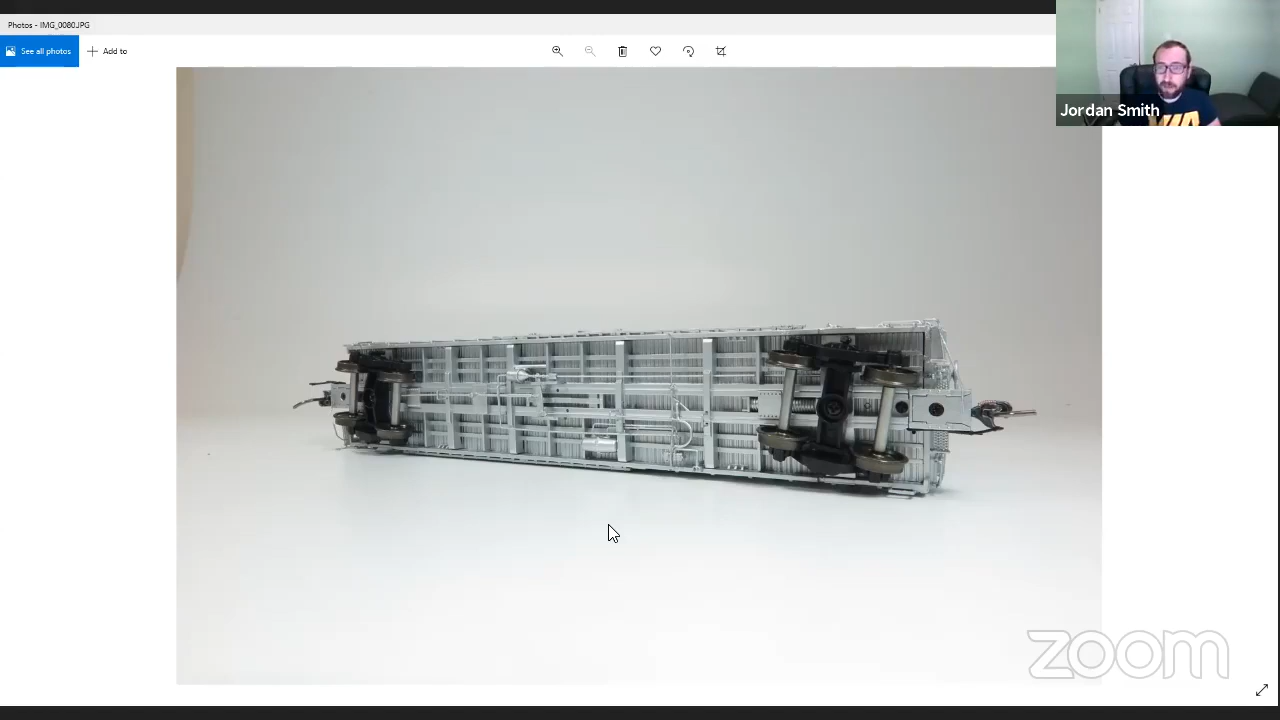 Photos - IMG_0080.JPG
See all photos
Add to
Jordan Smith
zoom